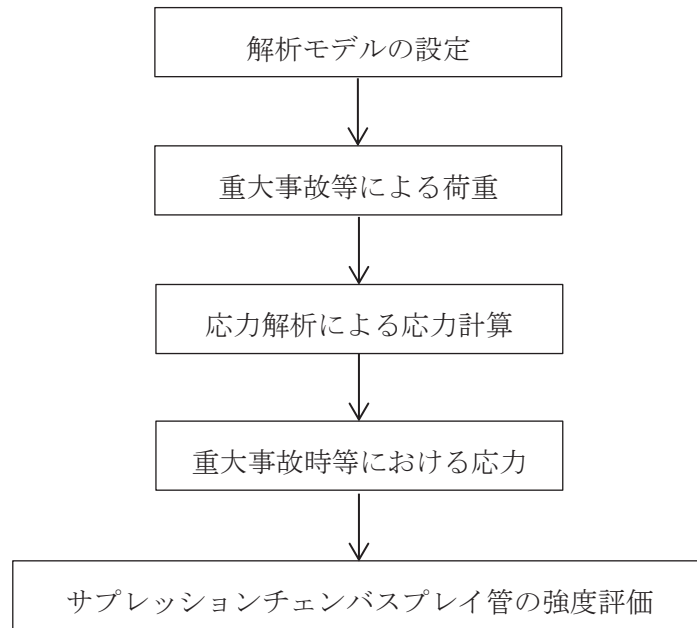 解析モデルの設定
重大事故等による荷重
応力解析による応力計算
重大事故時等における応力
サプレッションチェンバスプレイ管の強度評価